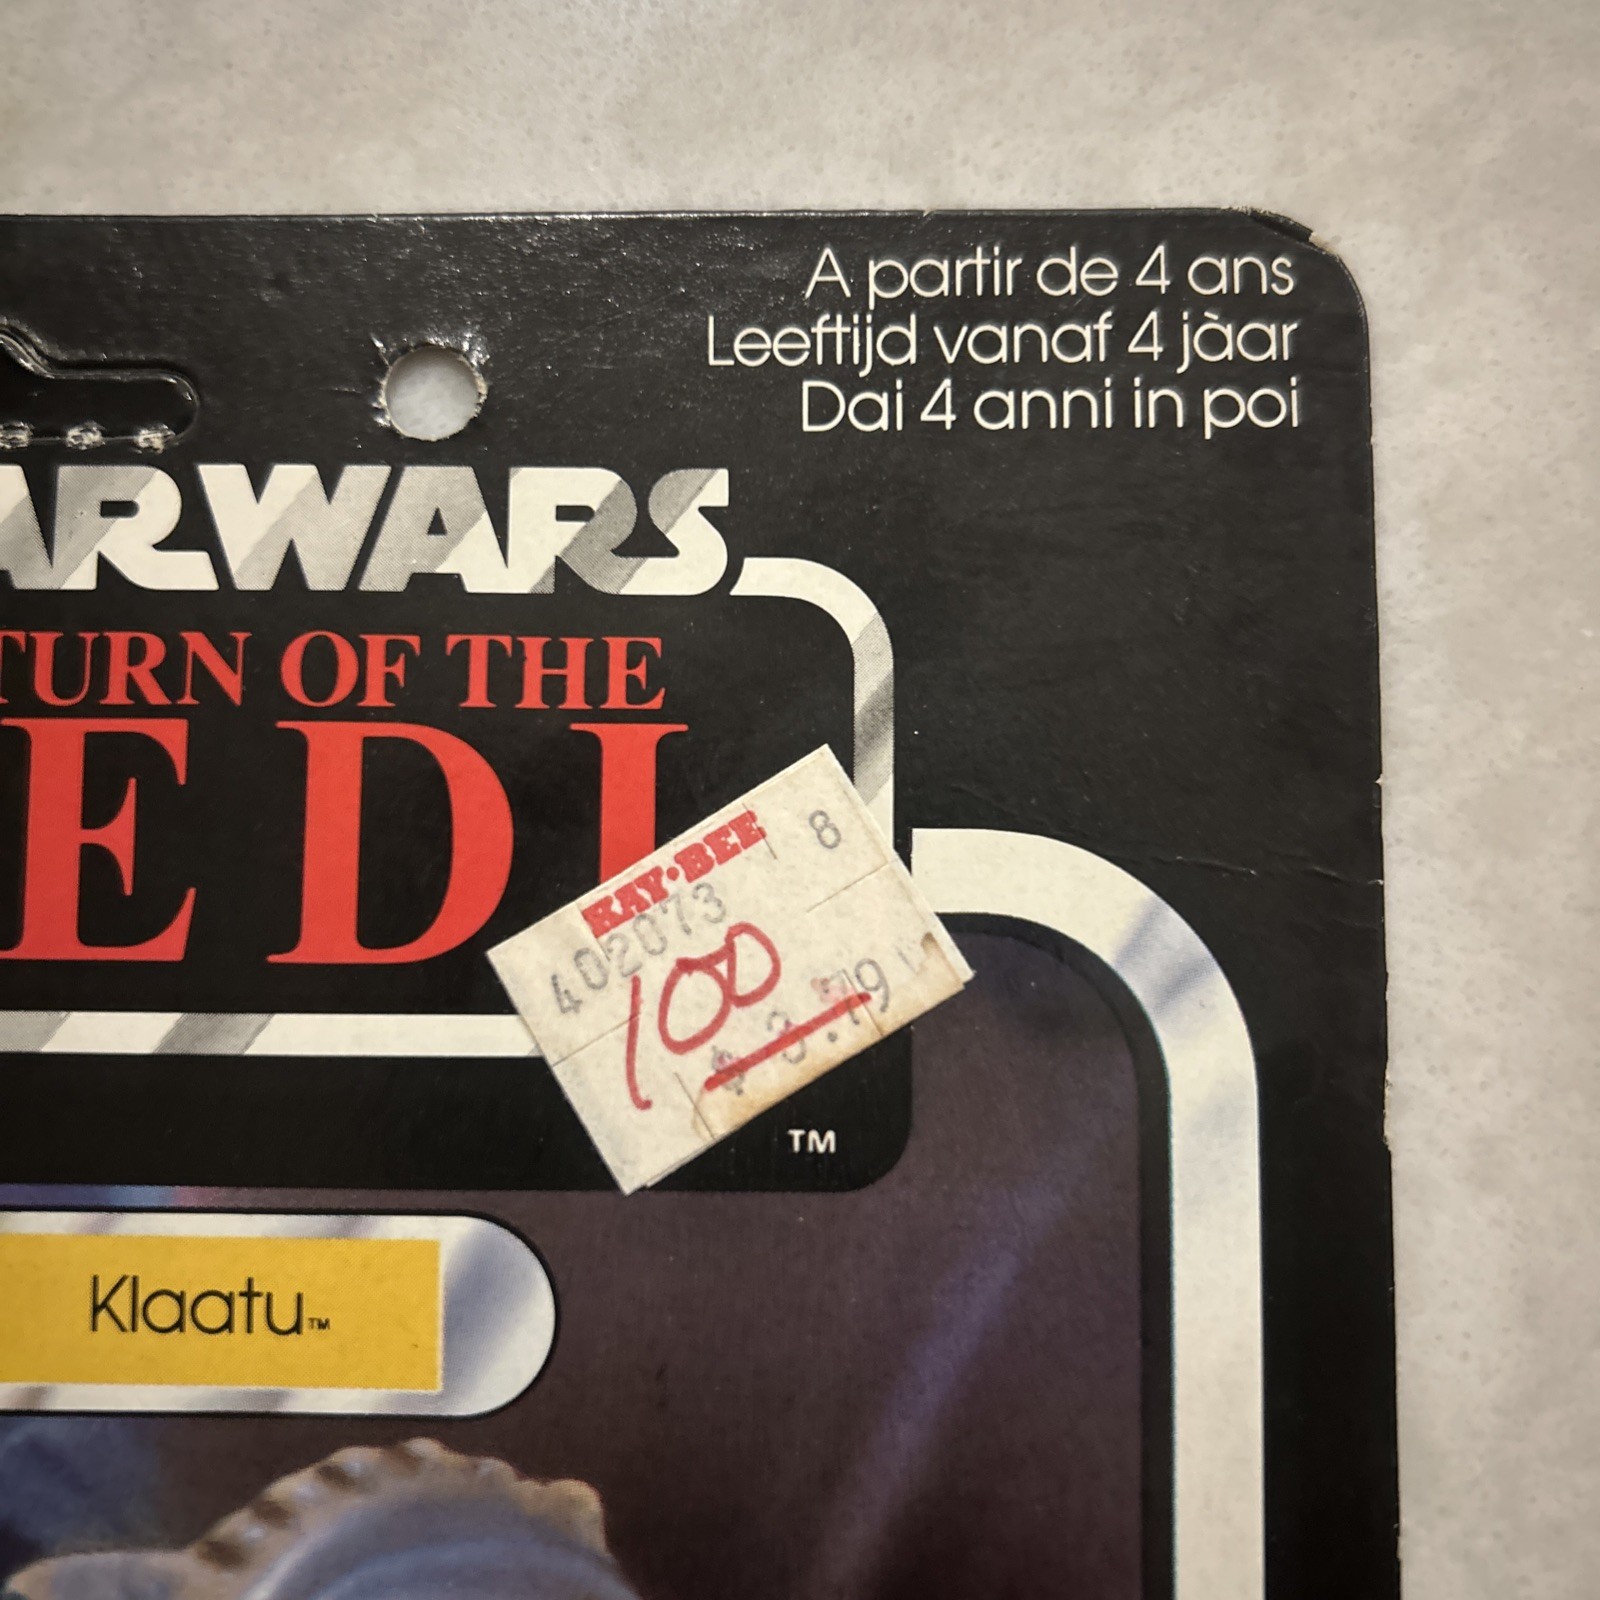 A partir de 4 ans
Leeftijd vanaf 4 jàar
Dai 4 anni in poi
ARWARS
TURN OF THE
EDI
KAY·BEE 8
402073
100
$ 3.79
TM
Klaatu™